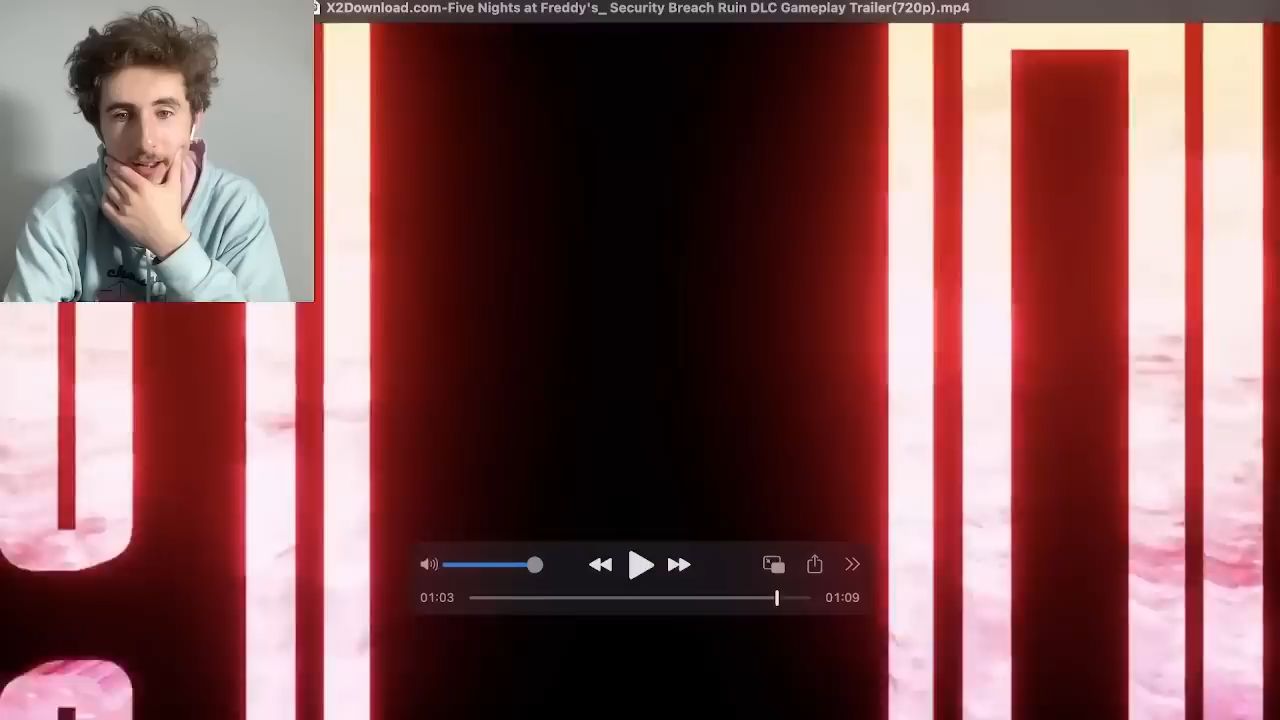 X2Download.com-Five Nights at Freddy's_ Security Breach Ruin DLC Gameplay Trailer(720p).mp4
01:03
01:09